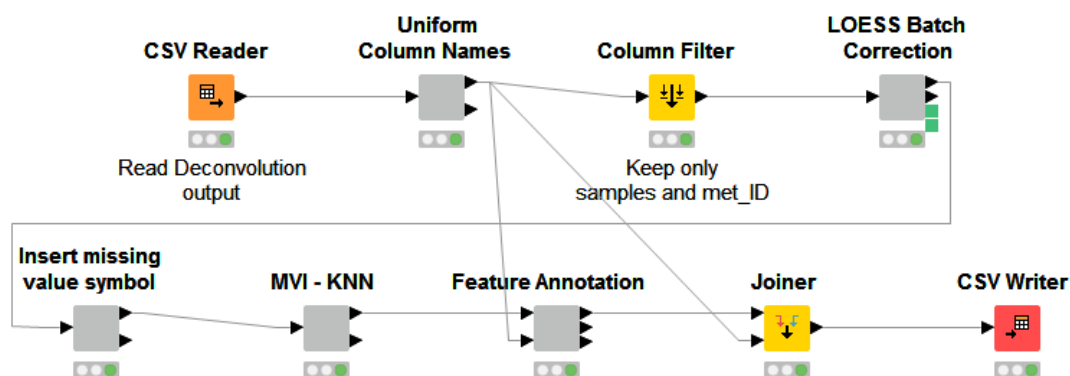 CSV Reader
Uniform
Column Names
Column Filter
LOESS Batch
Correction
Read Deconvolution
output
Keep only
samples and met_ID
Insert missing
value symbol
MVI - KNN
Feature Annotation
Joiner
CSV Writer